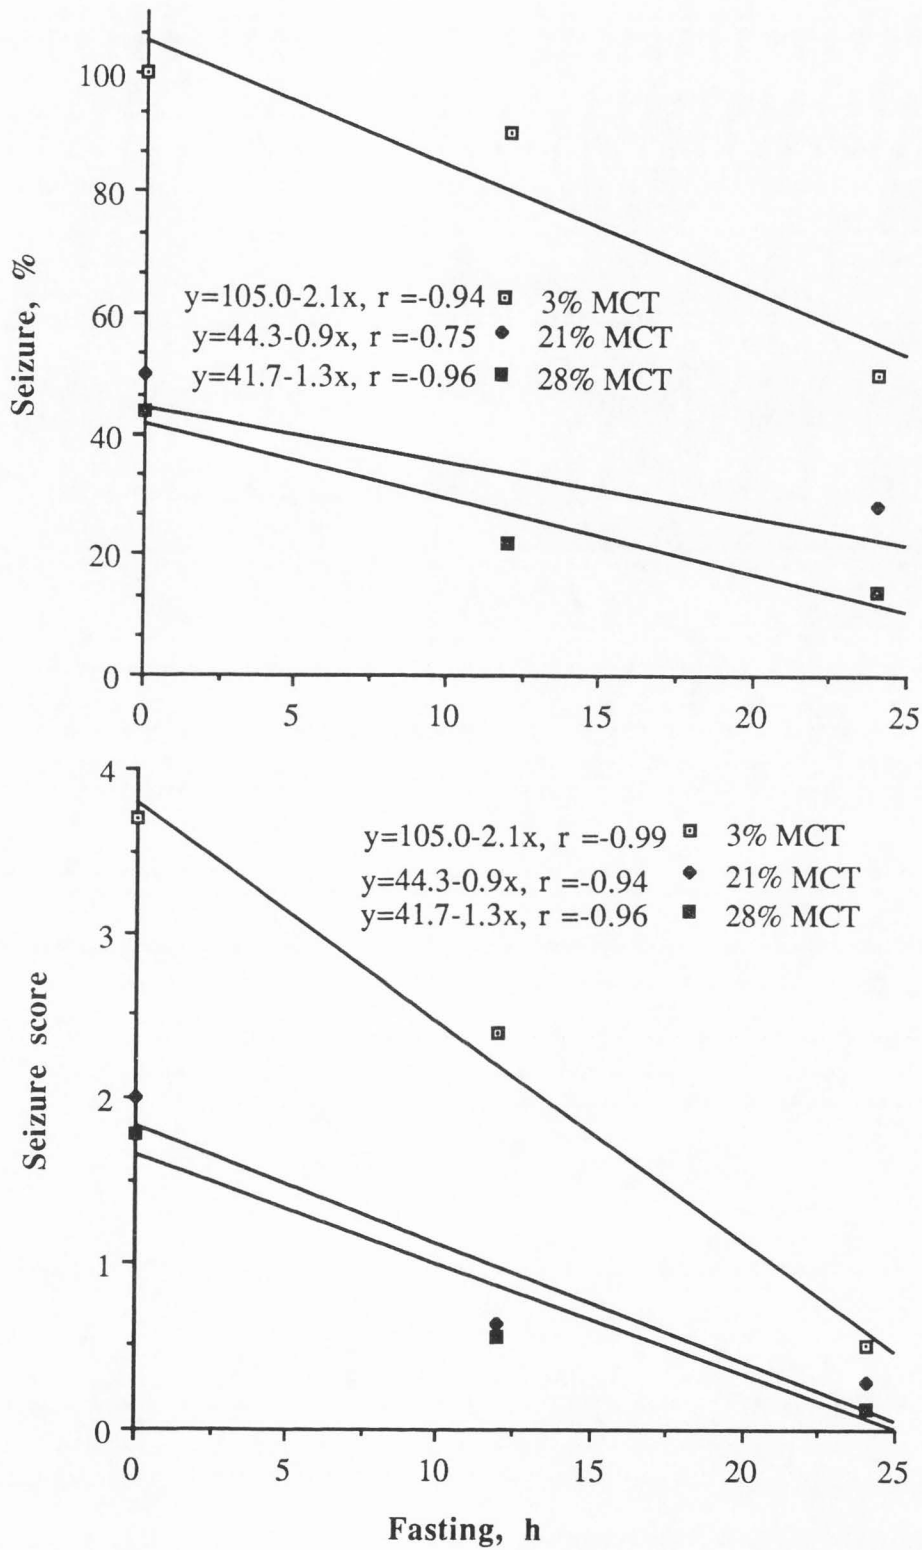 100
80
60
40
20
0
Seizure, %
y=105.0-2.1x, r =-0.94 3% MCT
y=44.3-0.9x, r =-0.75 21% MCT
y=41.7-1.3x, r =-0.96 28% MCT
0 5 10 15 20 25
4
3
2
1
0
Seizure score
y=105.0-2.1x, r =-0.99 3% MCT
y=44.3-0.9x, r =-0.94 21% MCT
y=41.7-1.3x, r =-0.96 28% MCT
0 5 10 15 20 25
Fasting, h